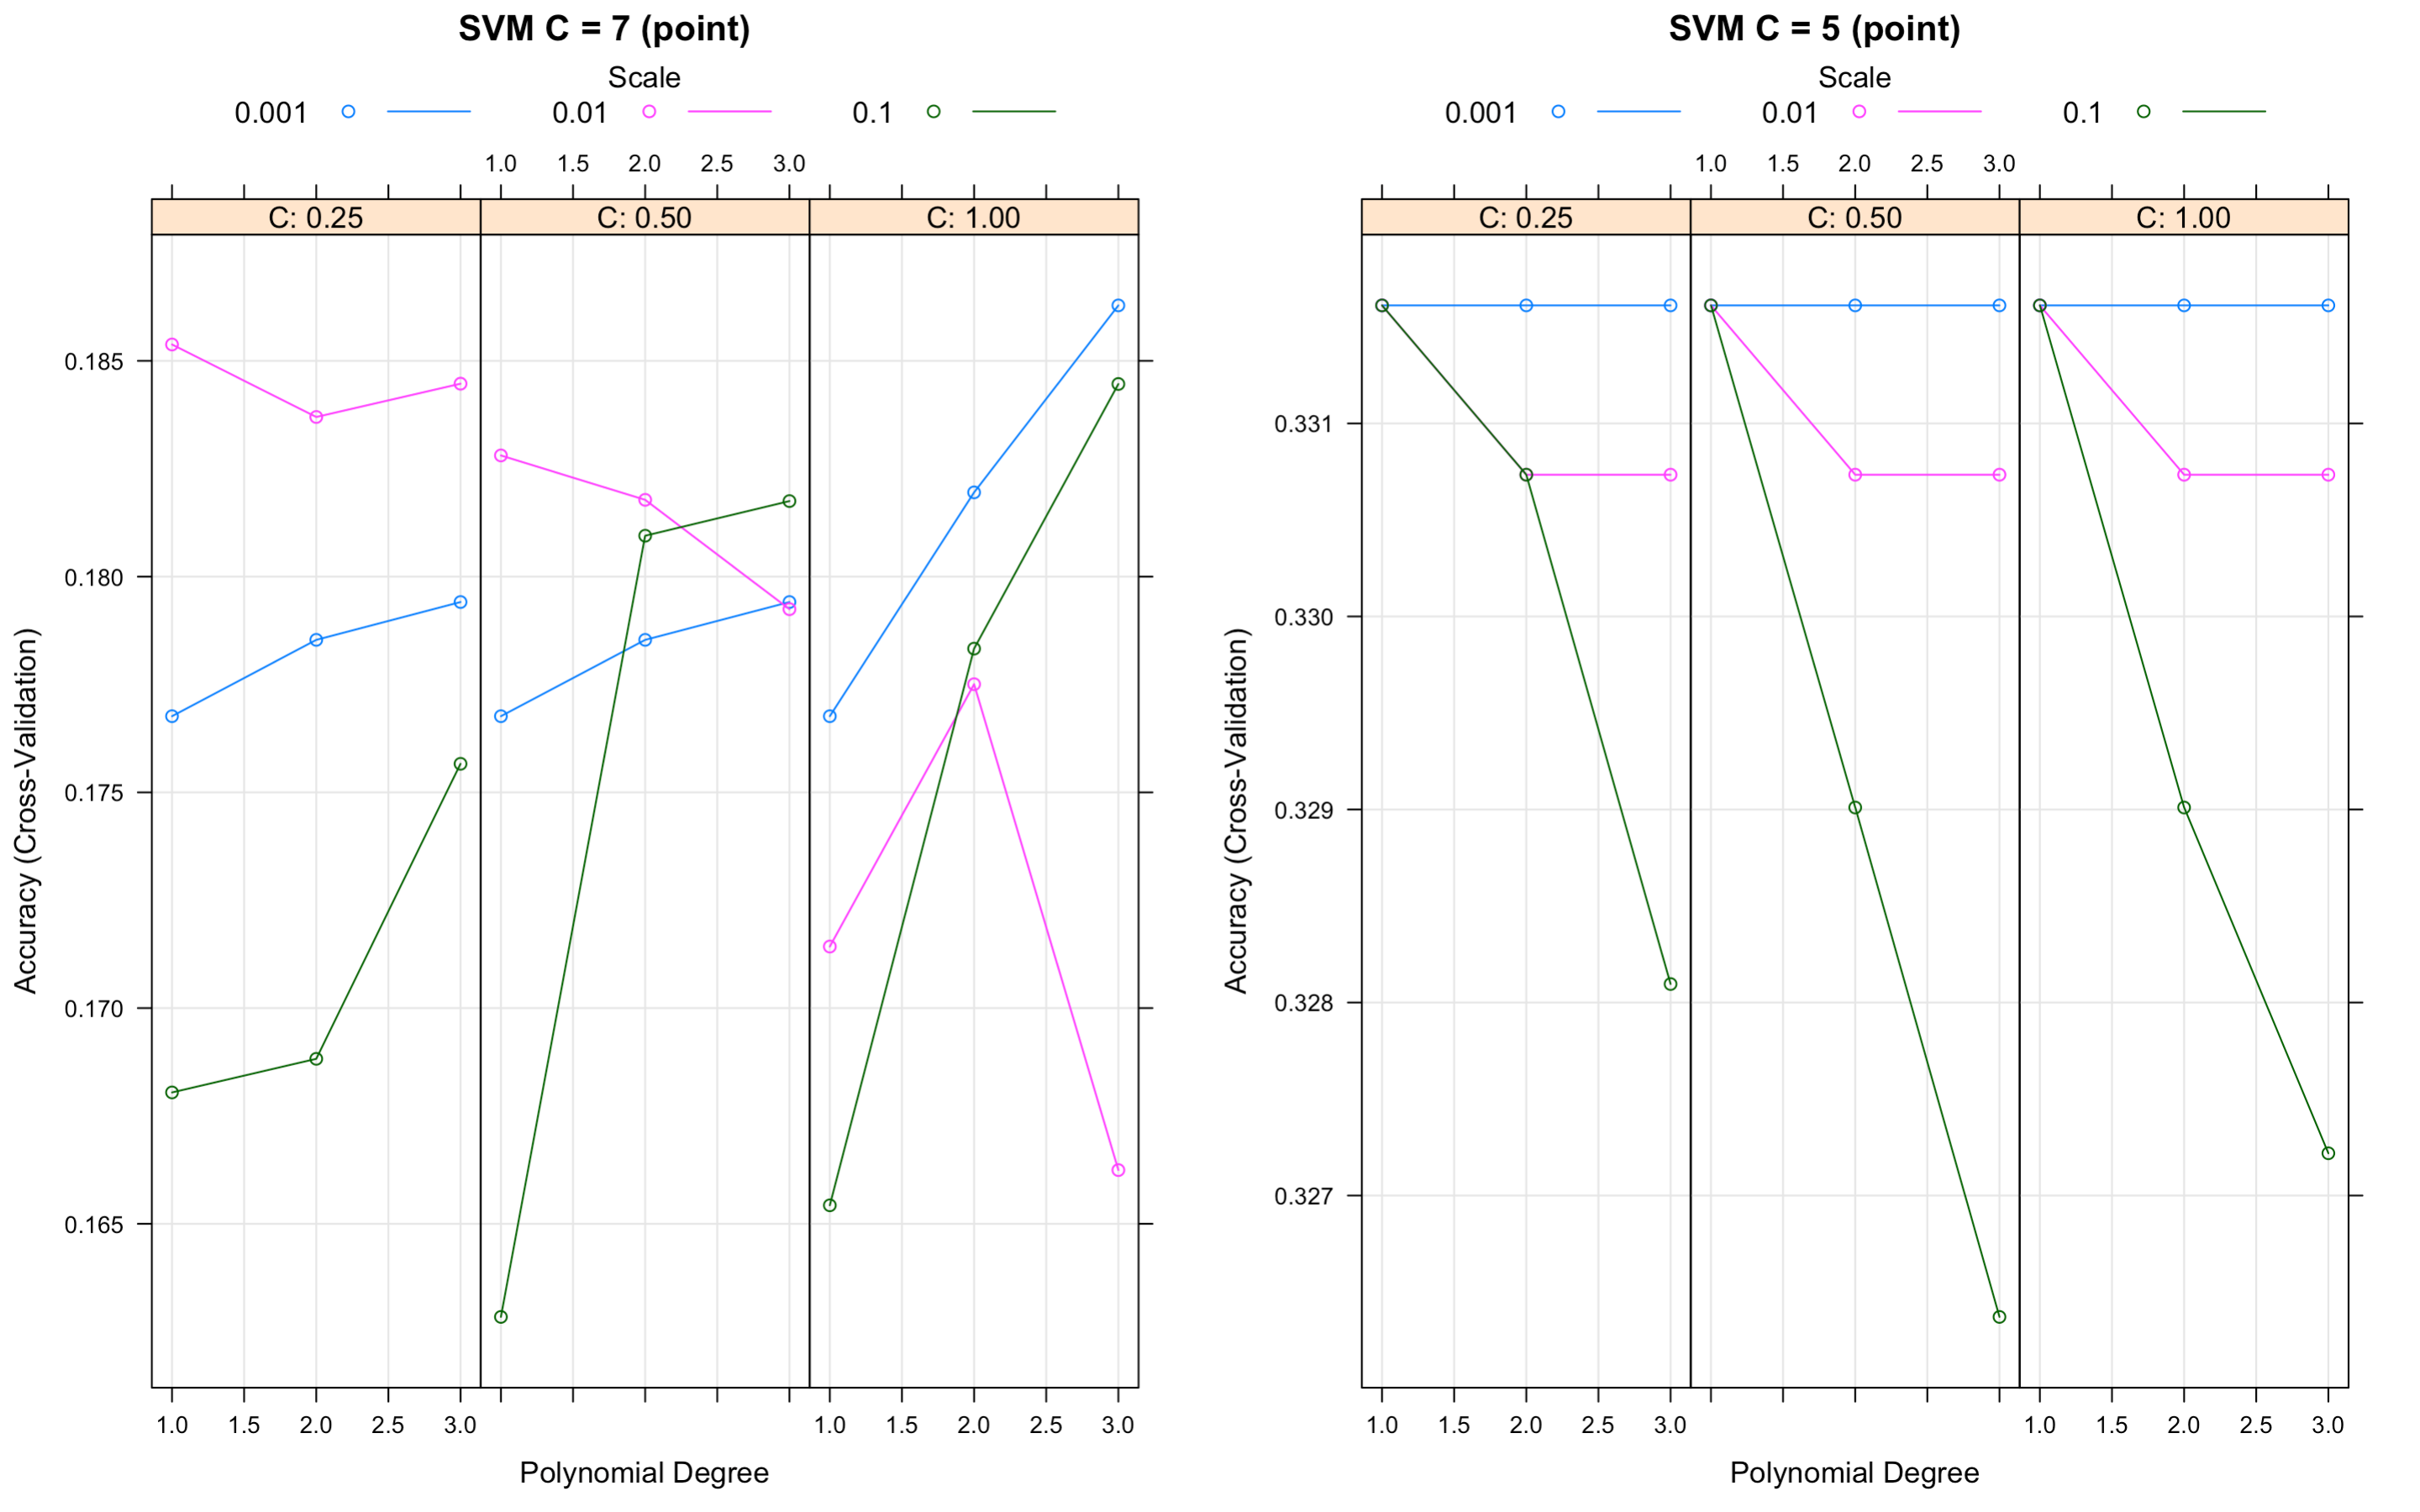 SVM C = 7 (point)
Scale
0.001 0.01 0.1
1.0 1.5 2.0 2.5 3.0
C: 0.25 C: 0.50 C: 1.00
0.185
0.180
0.175
0.170
0.165
Accuracy (Cross-Validation)
1.0 1.5 2.0 2.5 3.0 1.0 1.5 2.0 2.5 3.0
Polynomial Degree
SVM C = 5 (point)
Scale
0.001 0.01 0.1
1.0 1.5 2.0 2.5 3.0
C: 0.25 C: 0.50 C: 1.00
0.331
0.330
0.329
0.328
0.327
Accuracy (Cross-Validation)
1.0 1.5 2.0 2.5 3.0 1.0 1.5 2.0 2.5 3.0
Polynomial Degree